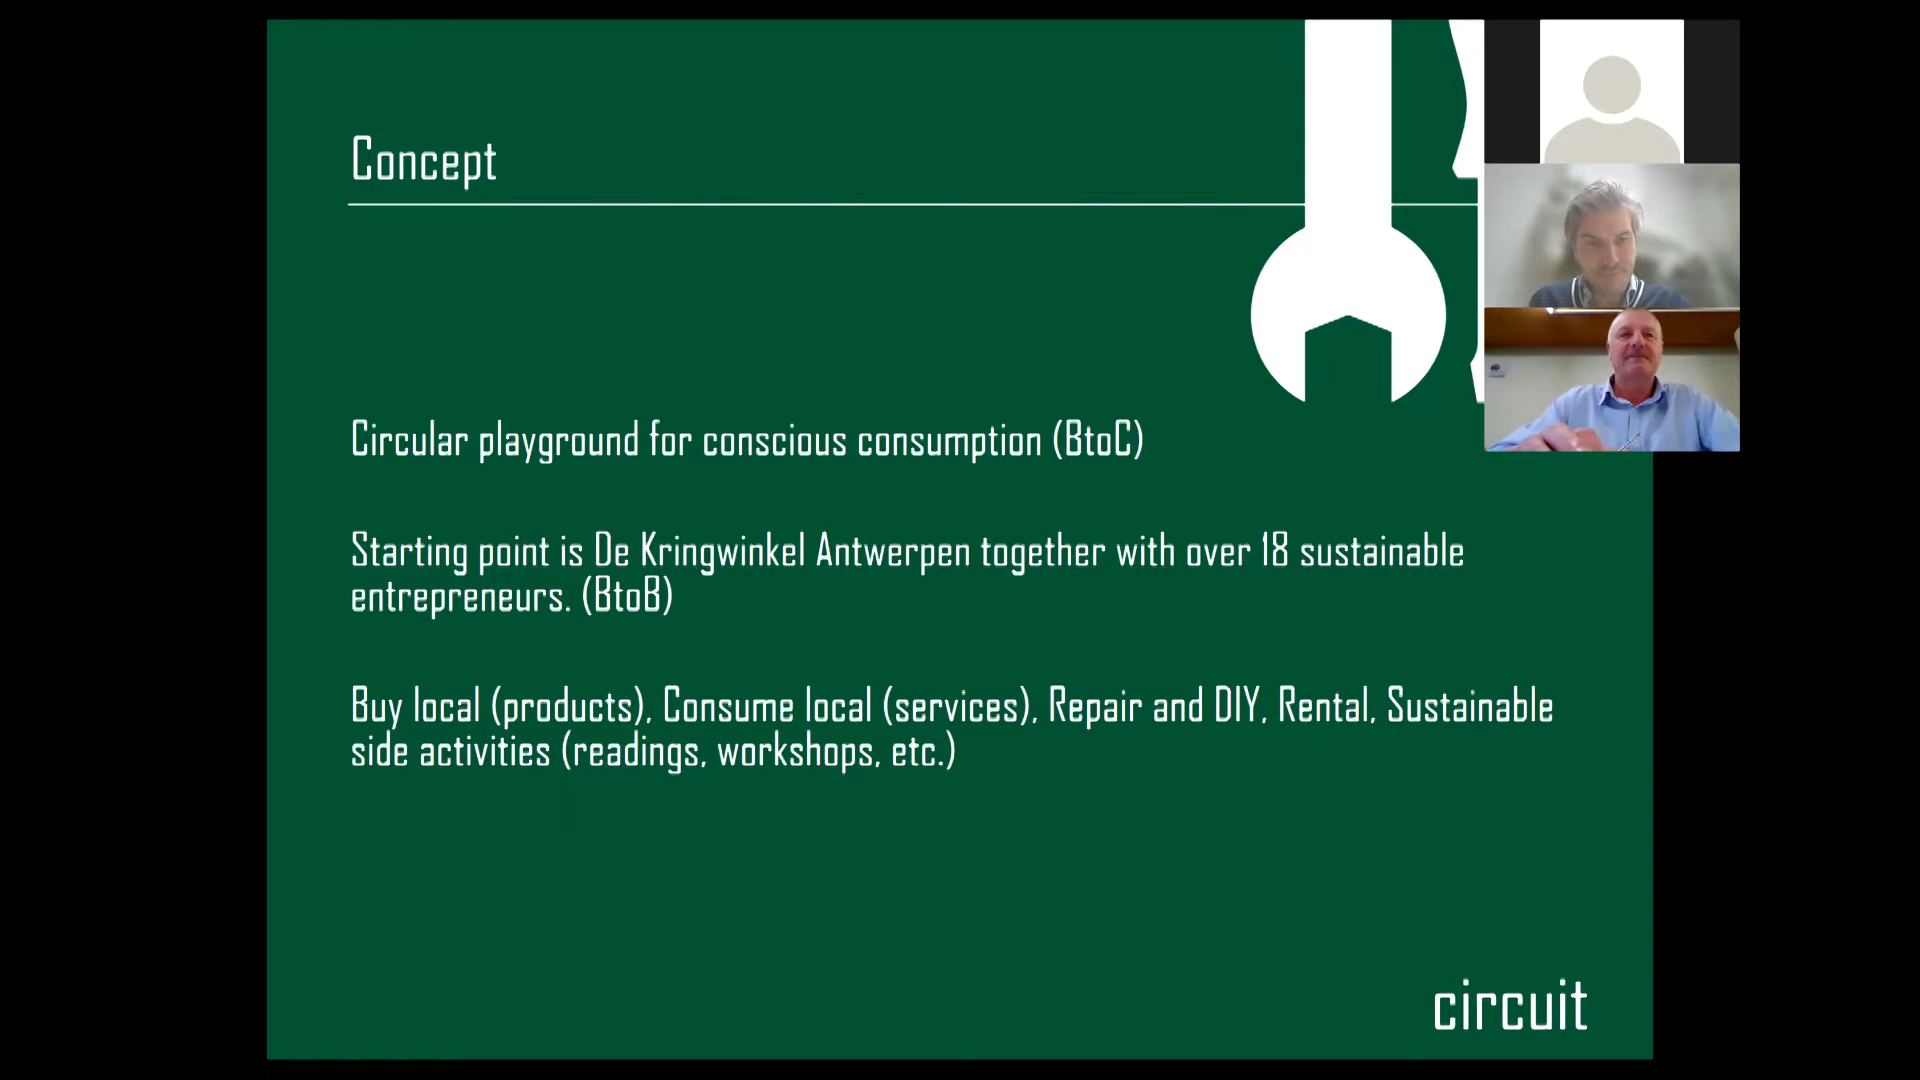 Concept
Circular playground for conscious consumption (BtoC)
Starting point is De Kringwinkel Antwerpen together with over 18 sustainable
entrepreneurs. (BtoB)
Buy local (products), Consume local (services), Repair and DIY, Rental, Sustainable
side activities (readings, workshops, etc.)
circuit